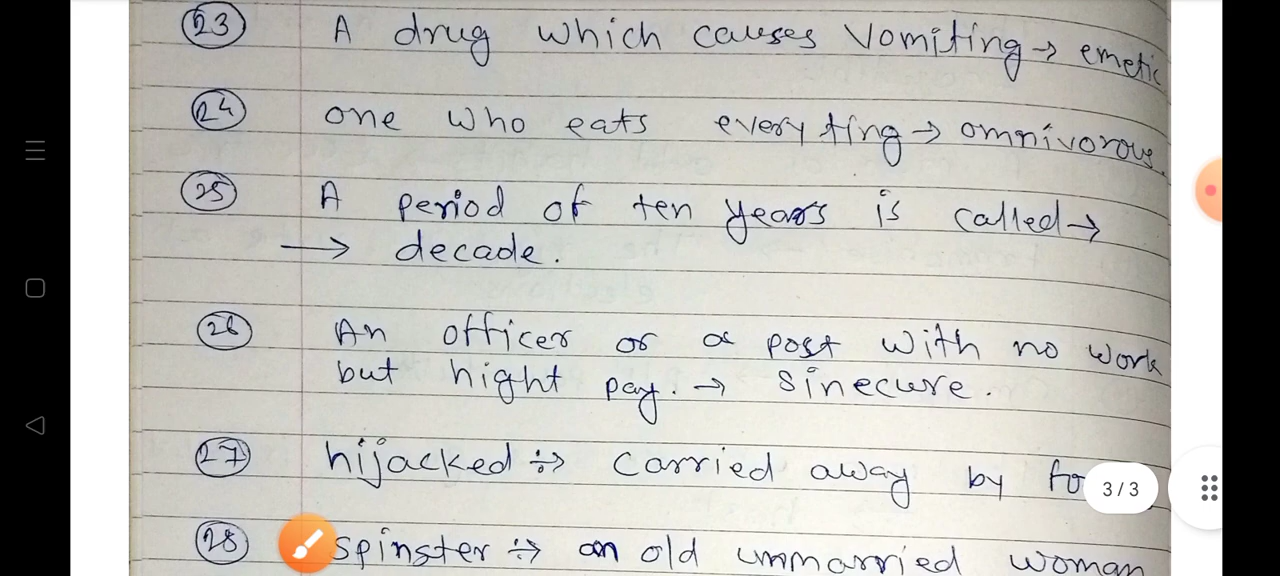 23 A drug which causes vomiting → emetic
24 one who eats every ting → omnivorous.
25 A period of ten years is called →
→ decade.
26 An officer or a post with no work
but hight pay. → Sinecure.
27 hijacked ÷> carried away by fo
3/3
28 spinster ÷> an old unmarried woman